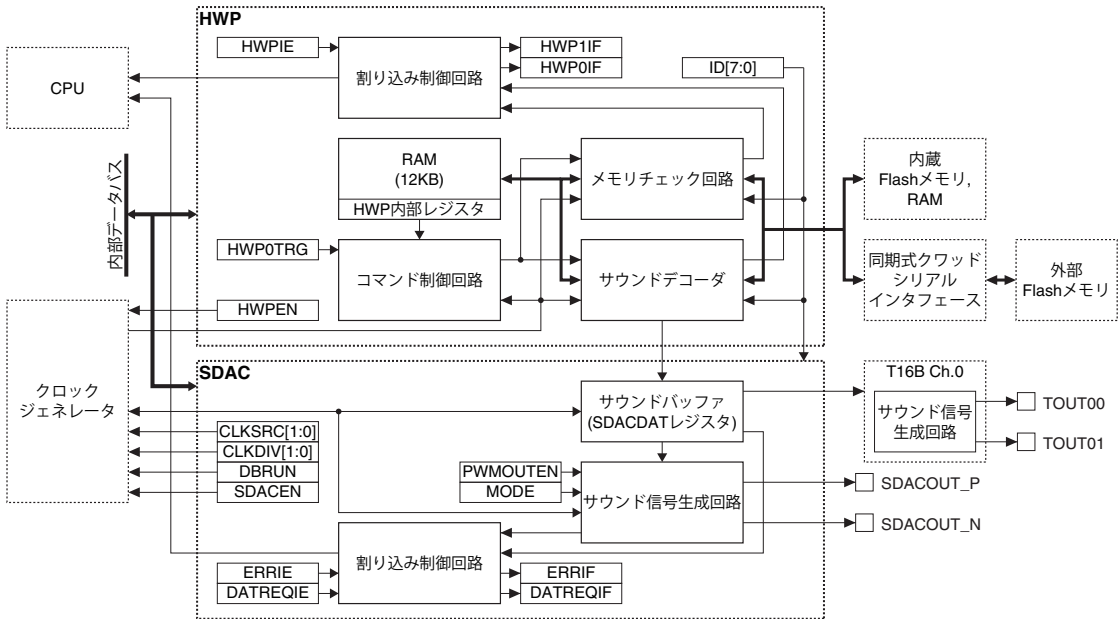 HWP
HWPIE
割り込み制御回路
HWP1IF
HWP0IF
ID[7:0]
CPU
内部データバス
RAM
(12KB)
HWP内部レジスタ
メモリチェック回路
内蔵
Flashメモリ,
RAM
HWP0TRG
コマンド制御回路
サウンドデコーダ
同期式クワッド
シリアル
インタフェース
外部
Flashメモリ
HWPEN
SDAC
クロック
ジェネレータ
サウンドバッファ
(SDACDATレジスタ)
T16B Ch.0
サウンド信号
生成回路
TOUT00
TOUT01
CLKSRC[1:0]
CLKDIV[1:0]
DBRUN
SDACEN
PWMOUTEN
MODE
サウンド信号生成回路
SDACOUT_P
SDACOUT_N
割り込み制御回路
ERRIE
DATREQIE
ERRIF
DATREQIF